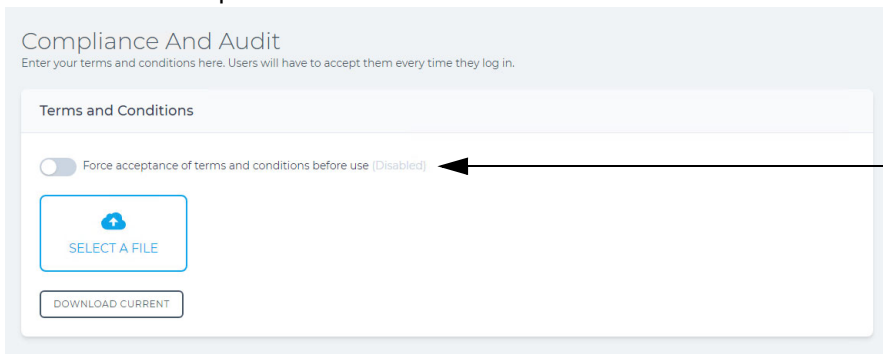 Compliance And Audit
Enter your terms and conditions here. Users will have to accept them every time they log in.
Terms and Conditions
Force acceptance of terms and conditions before use (Disabled)
SELECT A FILE
DOWNLOAD CURRENT